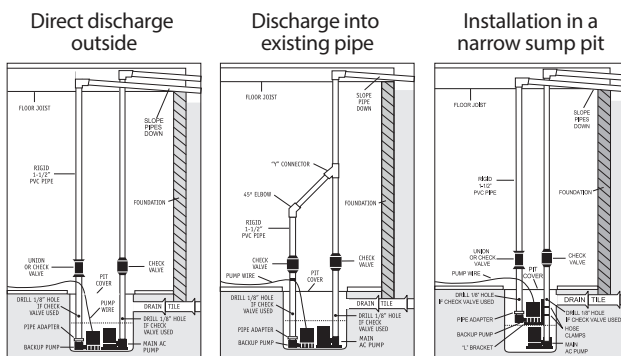 Direct discharge
outside
FLOOR JOIST
SLOPE
PIPES
DOWN
RIGID
1-1/2"
PVC PIPE
FOUNDATION
UNION
OR CHECK
VALVE
PIT
COVER
CHECK
VALVE
DRILL 1/8" HOLE
IF CHECK
VALVE USED
PUMP
WIRE
DRAIN TILE
DRILL 1/8" HOLE
IF CHECK
VALVE USED
PIPE ADAPTER
BACKUP PUMP
MAIN AC
PUMP
Discharge into
existing pipe
FLOOR JOIST
SLOPE
PIPE
DOWN
"Y" CONNECTOR
45° ELBOW
RIGID
1-1/2"
PVC PIPE
FOUNDATION
CHECK
VALVE
CHECK
VALVE
PUMP WIRE
PIT
COVER
DRAIN TILE
DRILL 1/8" HOLE
IF CHECK
VALVE USED
DRILL 1/8" HOLE
IF CHECK
VALVE USED
PIPE ADAPTER
BACKUP PUMP
MAIN AC
PUMP
Installation in a
narrow sump pit
FLOOR JOIST
SLOPE
PIPES
DOWN
RIGID
1-1/2"
PVC PIPE
FOUNDATION
UNION
OR CHECK
VALVE
CHECK
VALVE
PUMP WIRE
PIT
COVER
DRILL 1/8" HOLE
IF CHECK VALVE USED
DRAIN TILE
DRILL 1/8" HOLE
IF CHECK VALVE USED
PIPE ADAPTER
HOSE
CLAMPS
BACKUP PUMP
"L" BRACKET
MAIN
AC PUMP